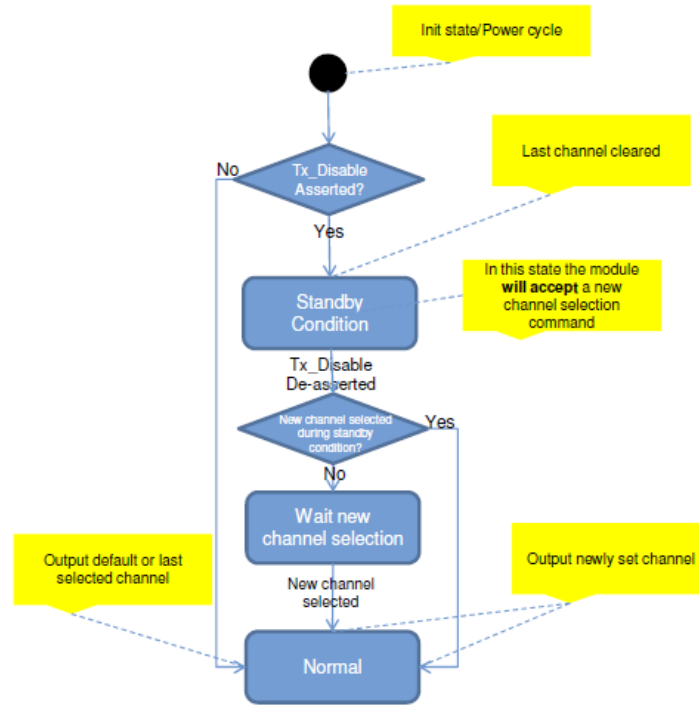 Init state/Power cycle
Last channel cleared
No
Tx_Disable
Asserted?
Yes
In this state the module
will accept a new
channel selection
command
Standby
Condition
Tx_Disable
De-asserted
New channel selected
during standby
condition?
Yes
No
Wait new
channel selection
Output default or last
selected channel
Output newly set channel
New channel
selected
Normal